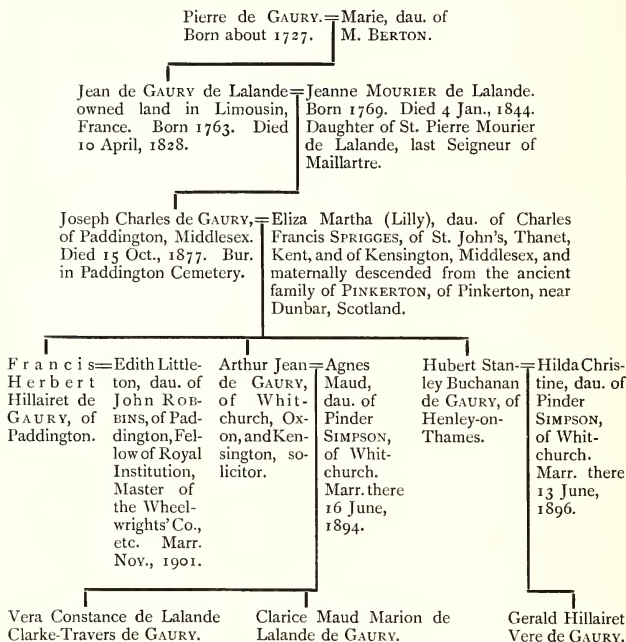 Pierre de GAURY.=Marie, dau. of
Born about 1727. M. BERTON.
Jean de GAURY de Lalande=Jeanne MOURIER de Lalande.
owned land in Limousin, Born 1769. Died 4 Jan., 1844.
France. Born 1763. Died Daughter of St. Pierre Mourier
10 April, 1828. de Lalande, last Seigneur of
Maillartre.
Joseph Charles de GAURY,=Eliza Martha (Lilly), dau. of Charles
of Paddington, Middlesex. Francis SPRIGGES, of St. John's, Thanet,
Died 15 Oct., 1877. Bur. Kent, and of Kensington, Middlesex, and
in Paddington Cemetery. maternally descended from the ancient
family of PINKERTON, of Pinkerton, near
Dunbar, Scotland.
Francis=
Herbert
Hillairet de
GAURY, of
Paddington.
Edith Little-
ton, dau. of
John ROB-
BINS, of Pad-
dington, Fel-
low of Royal
Institution,
Master of
the Wheel-
wrights' Co.,
etc. Marr.
Nov., 1901.
Arthur Jean=
de GAURY,
of Whit-
church, Ox-
on, and Ken-
sington, so-
licitor.
Agnes
Maud,
dau. of
Pinder
SIMPSON,
of Whit-
church.
Marr. there
16 June,
1894.
Hubert Stan-=
ley Buchanan
de GAURY, of
Henley-on-
Thames.
Hilda Chris-
tine, dau. of
Pinder
SIMPSON,
of Whit-
church.
Marr. there
13 June,
1896.
Vera Constance de Lalande
Clarke-Travers de GAURY.
Clarice Maud Marion de
Lalande de GAURY.
Gerald Hillairet
Vere de GAURY.